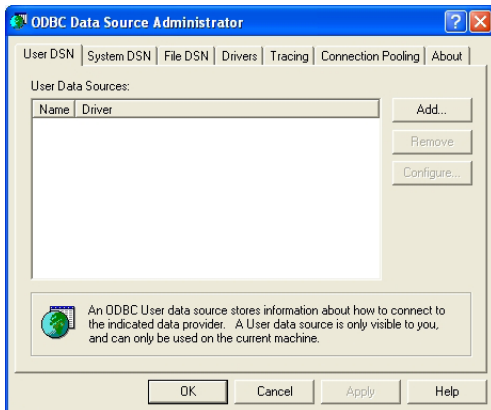 ODBC Data Source Administrator
User DSN System DSN File DSN Drivers Tracing Connection Pooling About
User Data Sources:
Name Driver
Add...
Remove
Configure...
An ODBC User data source stores information about how to connect to
the indicated data provider. A User data source is only visible to you,
and can only be used on the current machine.
OK Cancel Apply Help